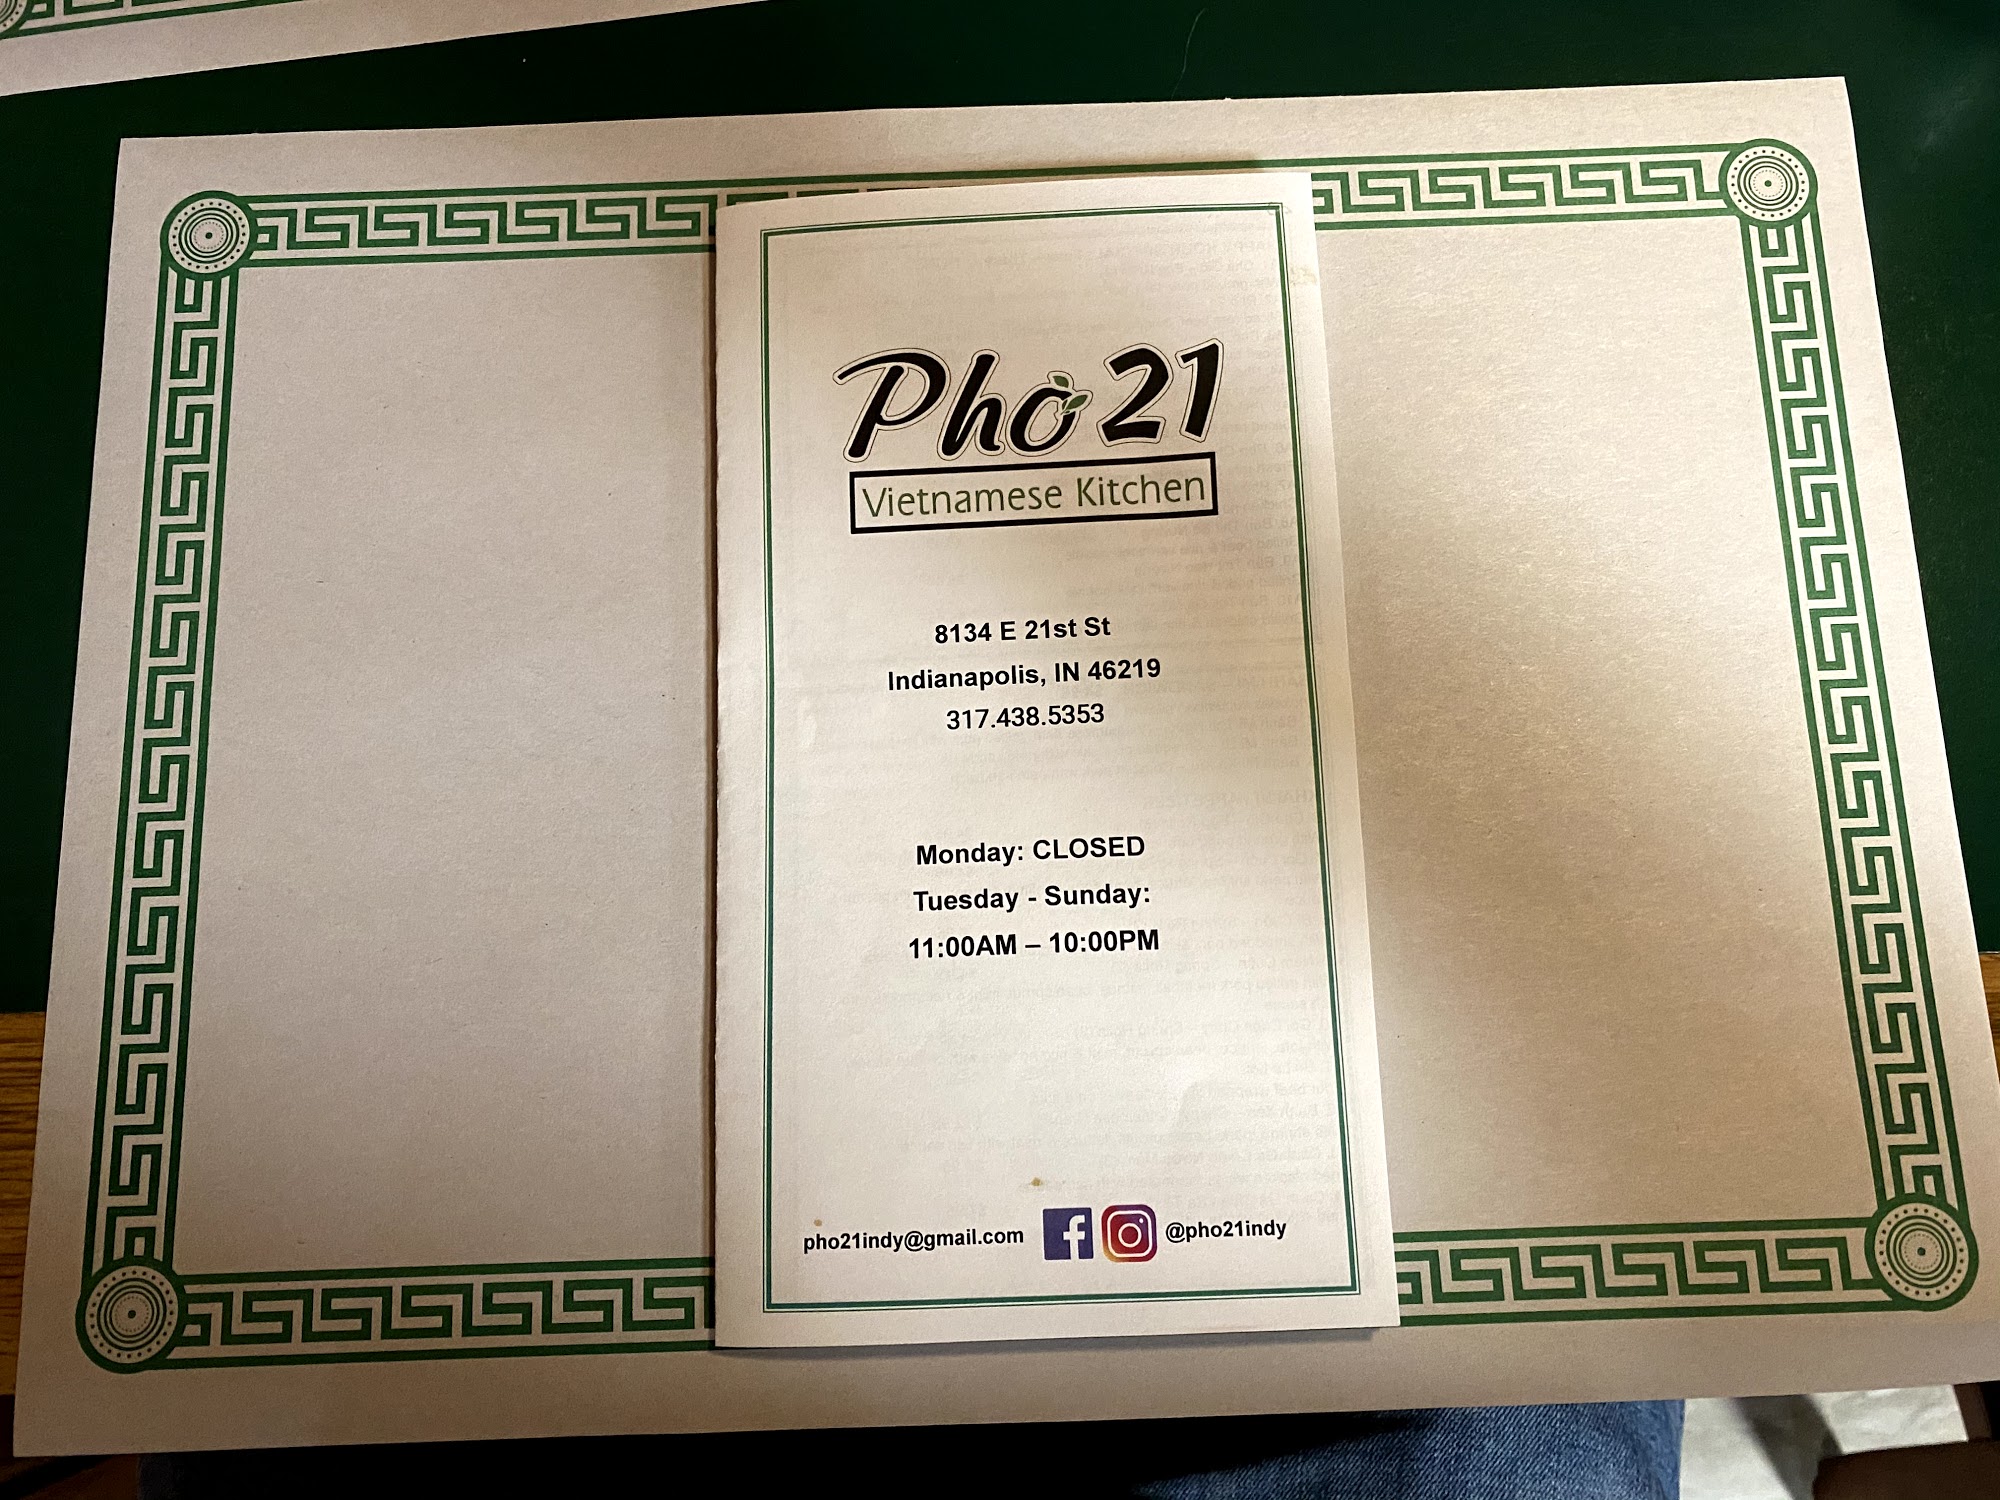 Phở 21
Vietnamese Kitchen
8134 E 21st St
Indianapolis, IN 46219
317.438.5353
Monday: CLOSED
Tuesday - Sunday:
11:00AM – 10:00PM
pho21indy@gmail.com @pho21indy